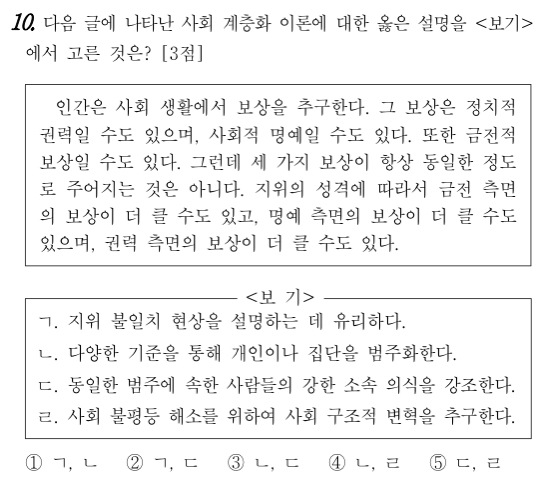 10. 다음 글에 나타난 사회 계층화 이론에 대한 옳은 설명을 <보기>
에서 고른 것은? [3점]
인간은 사회 생활에서 보상을 추구한다. 그 보상은 정치적
권력일 수도 있으며, 사회적 명예일 수도 있다. 또한 금전적
보상일 수도 있다. 그런데 세 가지 보상이 항상 동일한 정도
로 주어지는 것은 아니다. 지위의 성격에 따라서 금전 측면
의 보상이 더 클 수도 있고, 명예 측면의 보상이 더 클 수도
있으며, 권력 측면의 보상이 더 클 수도 있다.
<보 기>
ㄱ. 지위 불일치 현상을 설명하는 데 유리하다.
ㄴ. 다양한 기준을 통해 개인이나 집단을 범주화한다.
ㄷ. 동일한 범주에 속한 사람들의 강한 소속 의식을 강조한다.
ㄹ. 사회 불평등 해소를 위하여 사회 구조적 변혁을 추구한다.
① ㄱ, ㄴ ② ㄱ, ㄷ ③ ㄴ, ㄷ ④ ㄴ, ㄹ ⑤ ㄷ, ㄹ